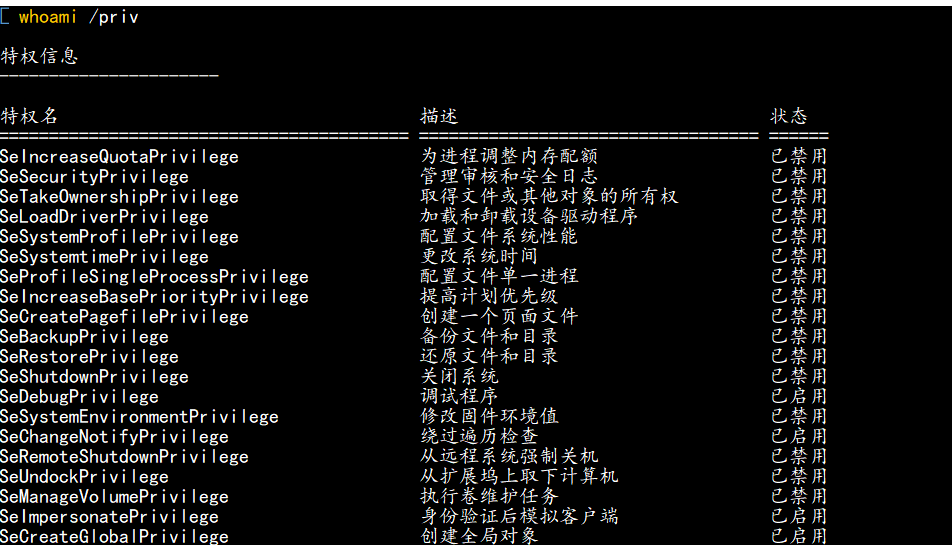 [ whoami /priv
特权信息
----------------------
特权名 描述 状态
========================================= ================================== ======
SeIncreaseQuotaPrivilege 为进程调整内存配额 已禁用
SeSecurityPrivilege 管理审核和安全日志 已禁用
SeTakeOwnershipPrivilege 取得文件或其他对象的所有权 已禁用
SeLoadDriverPrivilege 加载和卸载设备驱动程序 已禁用
SeSystemProfilePrivilege 配置文件系统性能 已禁用
SeSystemtimePrivilege 更改系统时间 已禁用
SeProfileSingleProcessPrivilege 配置文件单一进程 已禁用
SeIncreaseBasePriorityPrivilege 提高计划优先级 已禁用
SeCreatePagefilePrivilege 创建一个页面文件 已禁用
SeBackupPrivilege 备份文件和目录 已禁用
SeRestorePrivilege 还原文件和目录 已禁用
SeShutdownPrivilege 关闭系统 已禁用
SeDebugPrivilege 调试程序 已启用
SeSystemEnvironmentPrivilege 修改固件环境值 已禁用
SeChangeNotifyPrivilege 绕过遍历检查 已启用
SeRemoteShutdownPrivilege 从远程系统强制关机 已禁用
SeUndockPrivilege 从扩展坞上取下计算机 已禁用
SeManageVolumePrivilege 执行卷维护任务 已禁用
SeImpersonatePrivilege 身份验证后模拟客户端 已启用
SeCreateGlobalPrivilege 创建全局对象 已启用